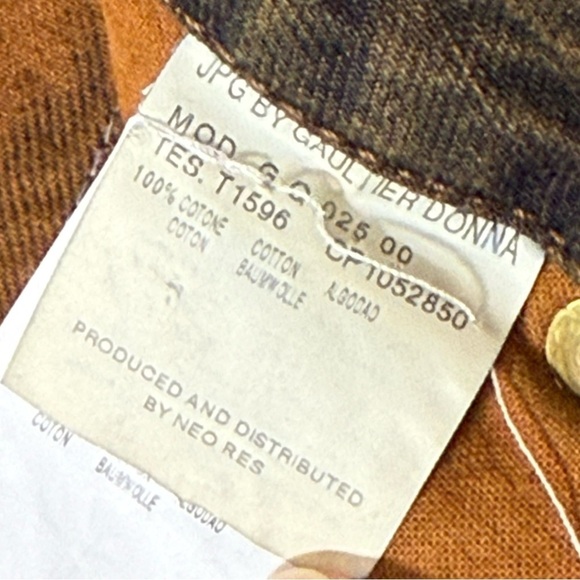 JPG BY GAULTIER DONNA
MOD. G.C 025 00
TES. T1596 CP1052850
100% COTONE COTTON ALGODAO
COTON BAUMWOLLE
PRODUCED AND DISTRIBUTED
BY NEO RES
COTON BAUMWOLLE